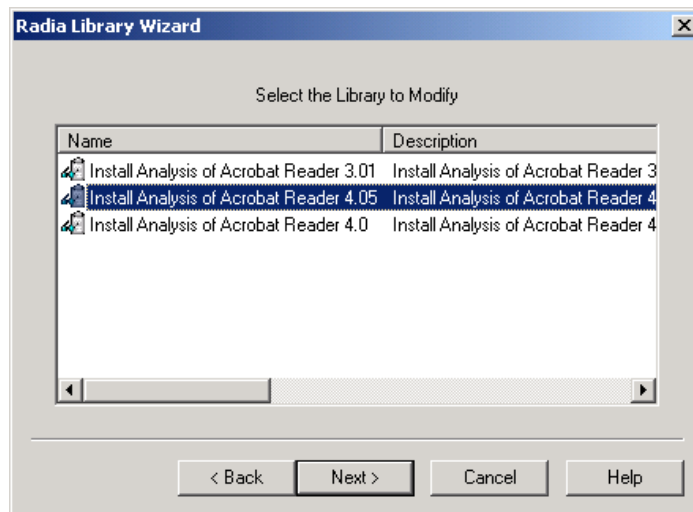 Radia Library Wizard
Select the Library to Modify
Name Description
Install Analysis of Acrobat Reader 3.01 Install Analysis of Acrobat Reader 3
Install Analysis of Acrobat Reader 4.05 Install Analysis of Acrobat Reader 4
Install Analysis of Acrobat Reader 4.0 Install Analysis of Acrobat Reader 4
< Back Next > Cancel Help